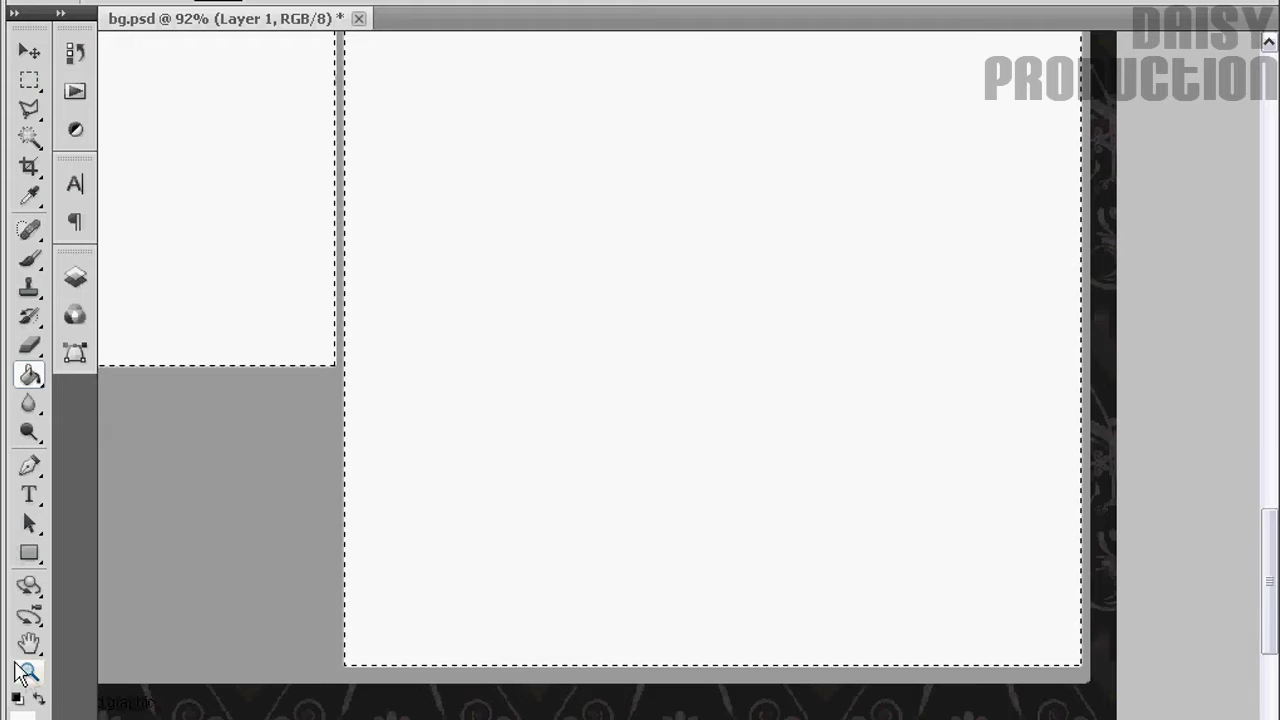 bg.psd @ 92% (Layer 1, RGB/8) *
DAISY
PRODUCTION
A
T